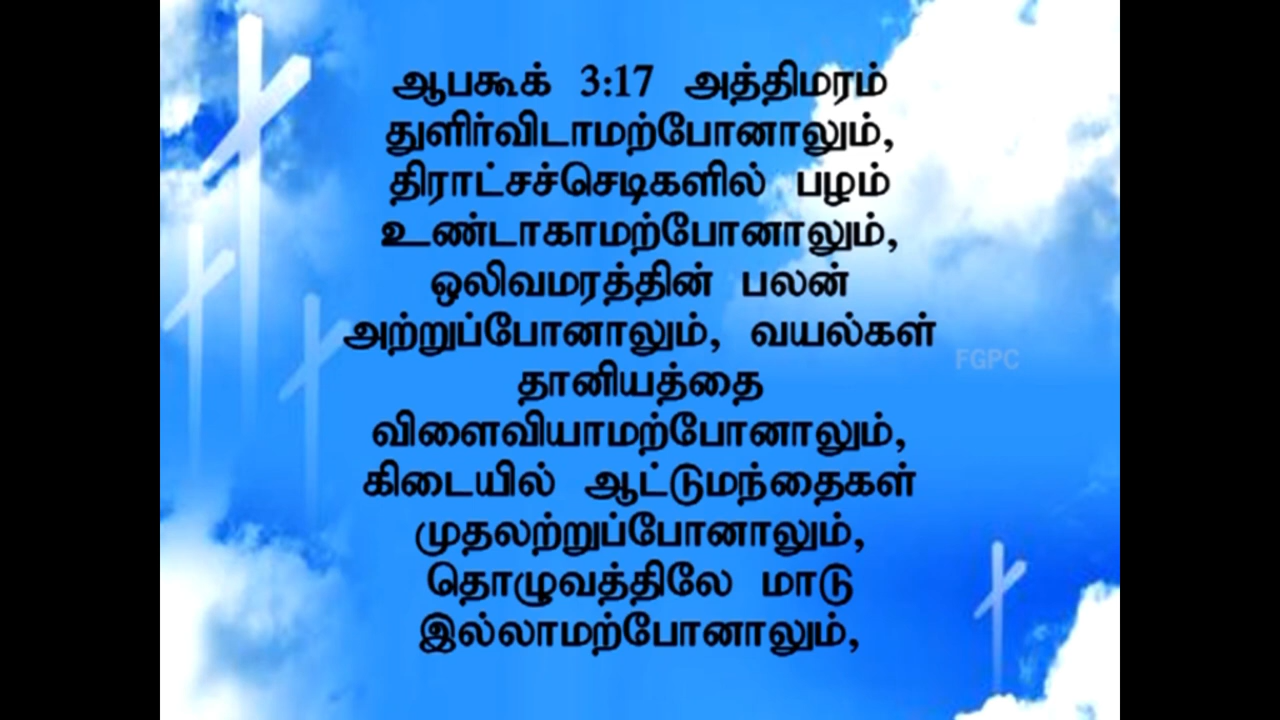 ஆபகூக் 3:17 அத்திமரம்
துளிர்விடாமற்போனாலும்,
திராட்சச்செடிகளில் பழம்
உண்டாகாமற்போனாலும்,
ஒலிவமரத்தின் பலன்
அற்றுப்போனாலும், வயல்கள்
தானியத்தை
விளைவியாமற்போனாலும்,
கிடையில் ஆட்டுமந்தைகள்
முதலற்றுப்போனாலும்,
தொழுவத்திலே மாடு
இல்லாமற்போனாலும்,
FGPC